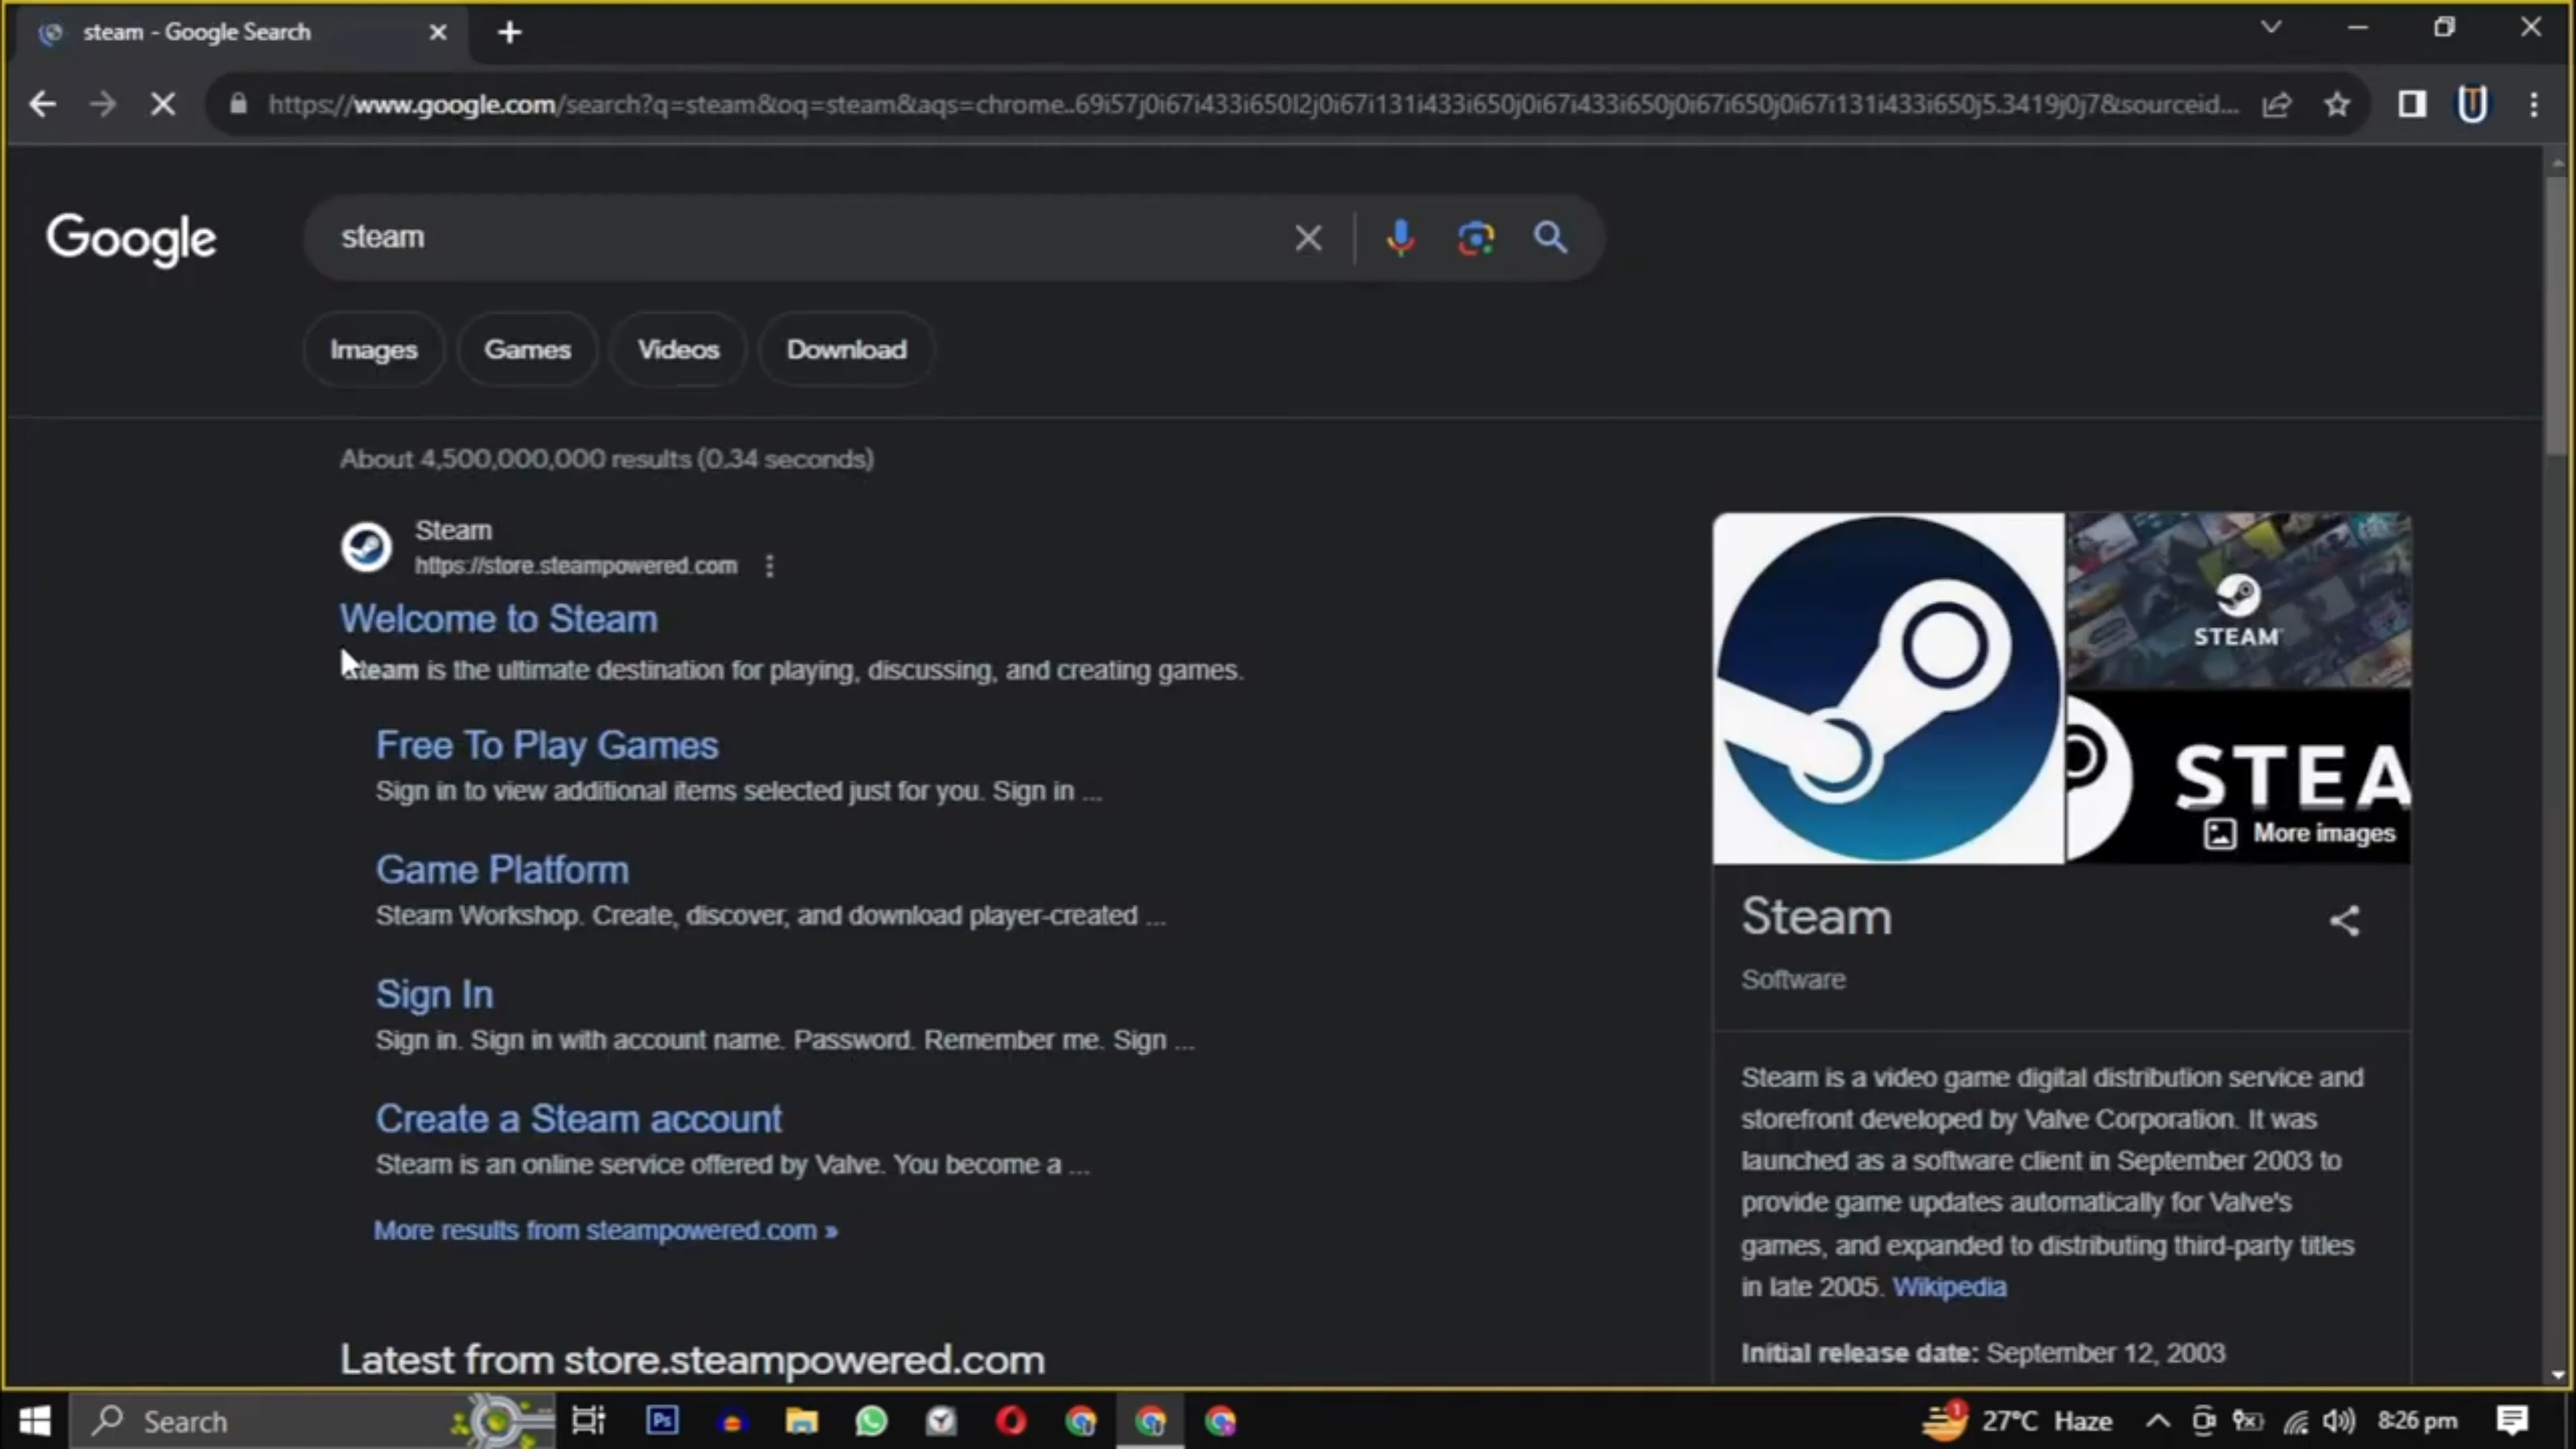 steam - Google Search
https://www.google.com/search?q=steam&oq=steam&aqs=chrome..69i57j0i67i433i650l2j0i67i131i433i650j0i67i433i650j0i67i650j0i67i131i433i650j5.3419j0j7&sourceid...
Google
steam
Images Games Videos Download
About 4,500,000,000 results (0.34 seconds)
Steam
https://store.steampowered.com
Welcome to Steam
Steam is the ultimate destination for playing, discussing, and creating games.
Free To Play Games
Sign in to view additional items selected just for you. Sign in ...
Game Platform
Steam Workshop. Create, discover, and download player-created ...
Sign In
Sign in. Sign in with account name. Password. Remember me. Sign ...
Create a Steam account
Steam is an online service offered by Valve. You become a ...
More results from steampowered.com »
Latest from store.steampowered.com
STEAM
STEA
More images
Steam
Software
Steam is a video game digital distribution service and
storefront developed by Valve Corporation. It was
launched as a software client in September 2003 to
provide game updates automatically for Valve's
games, and expanded to distributing third-party titles
in late 2005. Wikipedia
Initial release date: September 12, 2003
Search
Ps
1
27°C Haze
8:26 pm